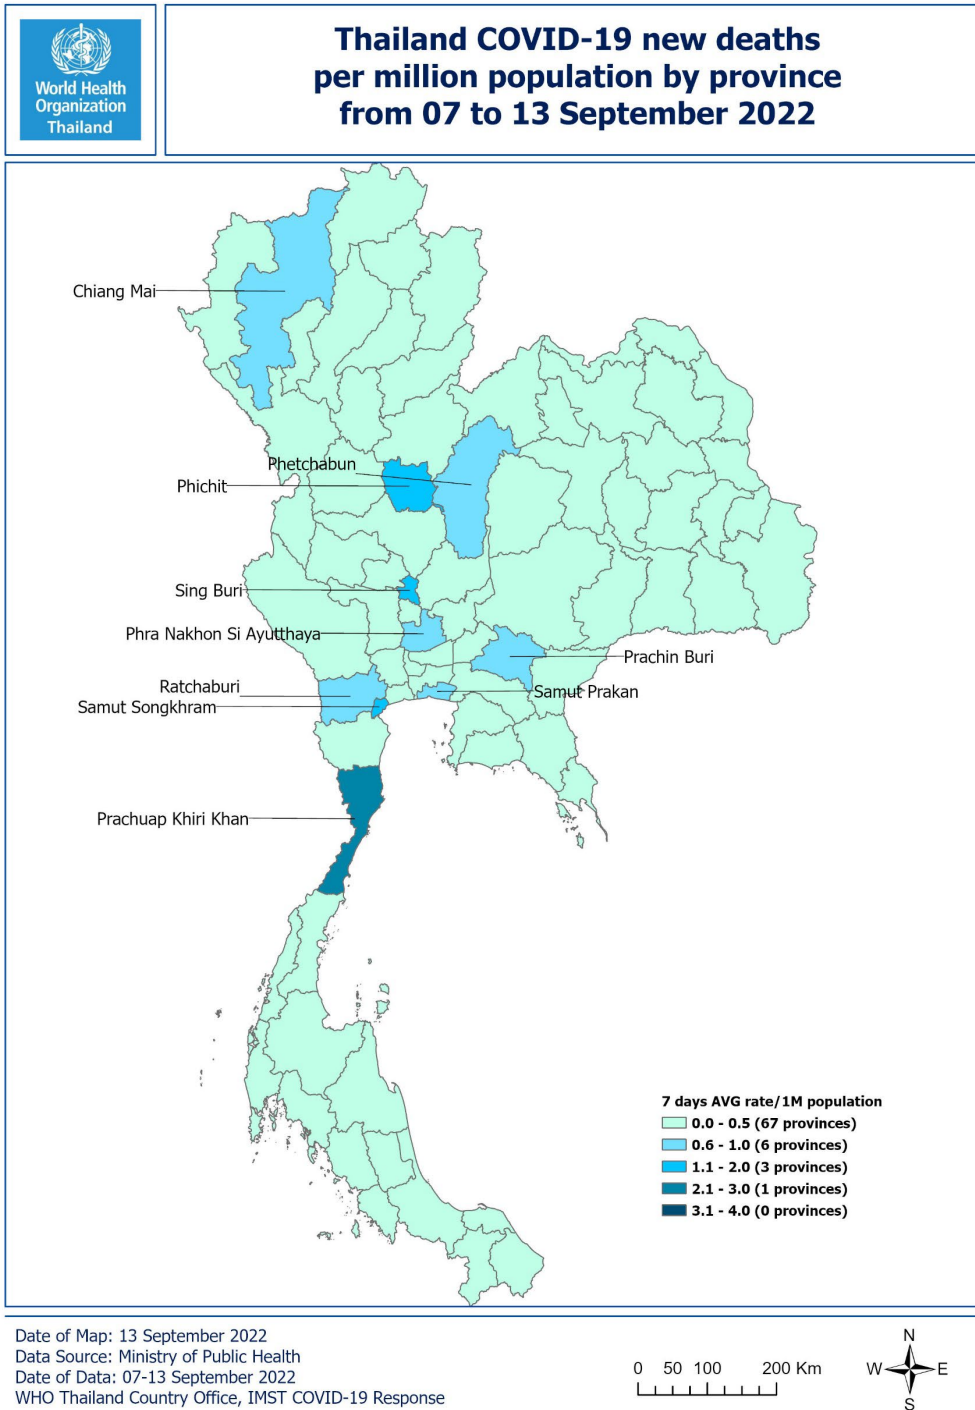 World Health
Organization
Thailand
Thailand COVID-19 new deaths
per million population by province
from 07 to 13 September 2022
Chiang Mai
Phetchabun
Phichit
Sing Buri
Phra Nakhon Si Ayutthaya
Prachin Buri
Ratchaburi
Samut Prakan
Samut Songkhram
Prachuap Khiri Khan
7 days AVG rate/1M population
0.0 - 0.5 (67 provinces)
0.6 - 1.0 (6 provinces)
1.1 - 2.0 (3 provinces)
2.1 - 3.0 (1 provinces)
3.1 - 4.0 (0 provinces)
Date of Map: 13 September 2022
Data Source: Ministry of Public Health
Date of Data: 07-13 September 2022
WHO Thailand Country Office, IMST COVID-19 Response
0 50 100 200 Km
N
W E
S